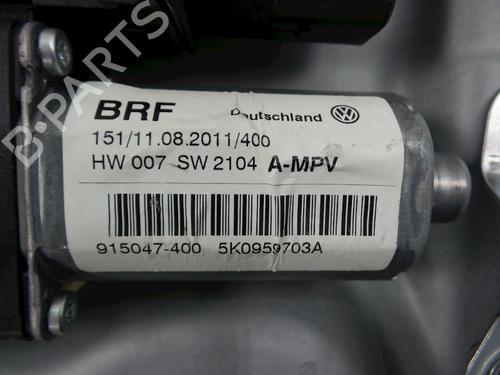 BRF Deutschland
151/11.08.2011/400
HW 007 SW 2104 A-MPV
915047-400 5K0959703A
B-PARTS